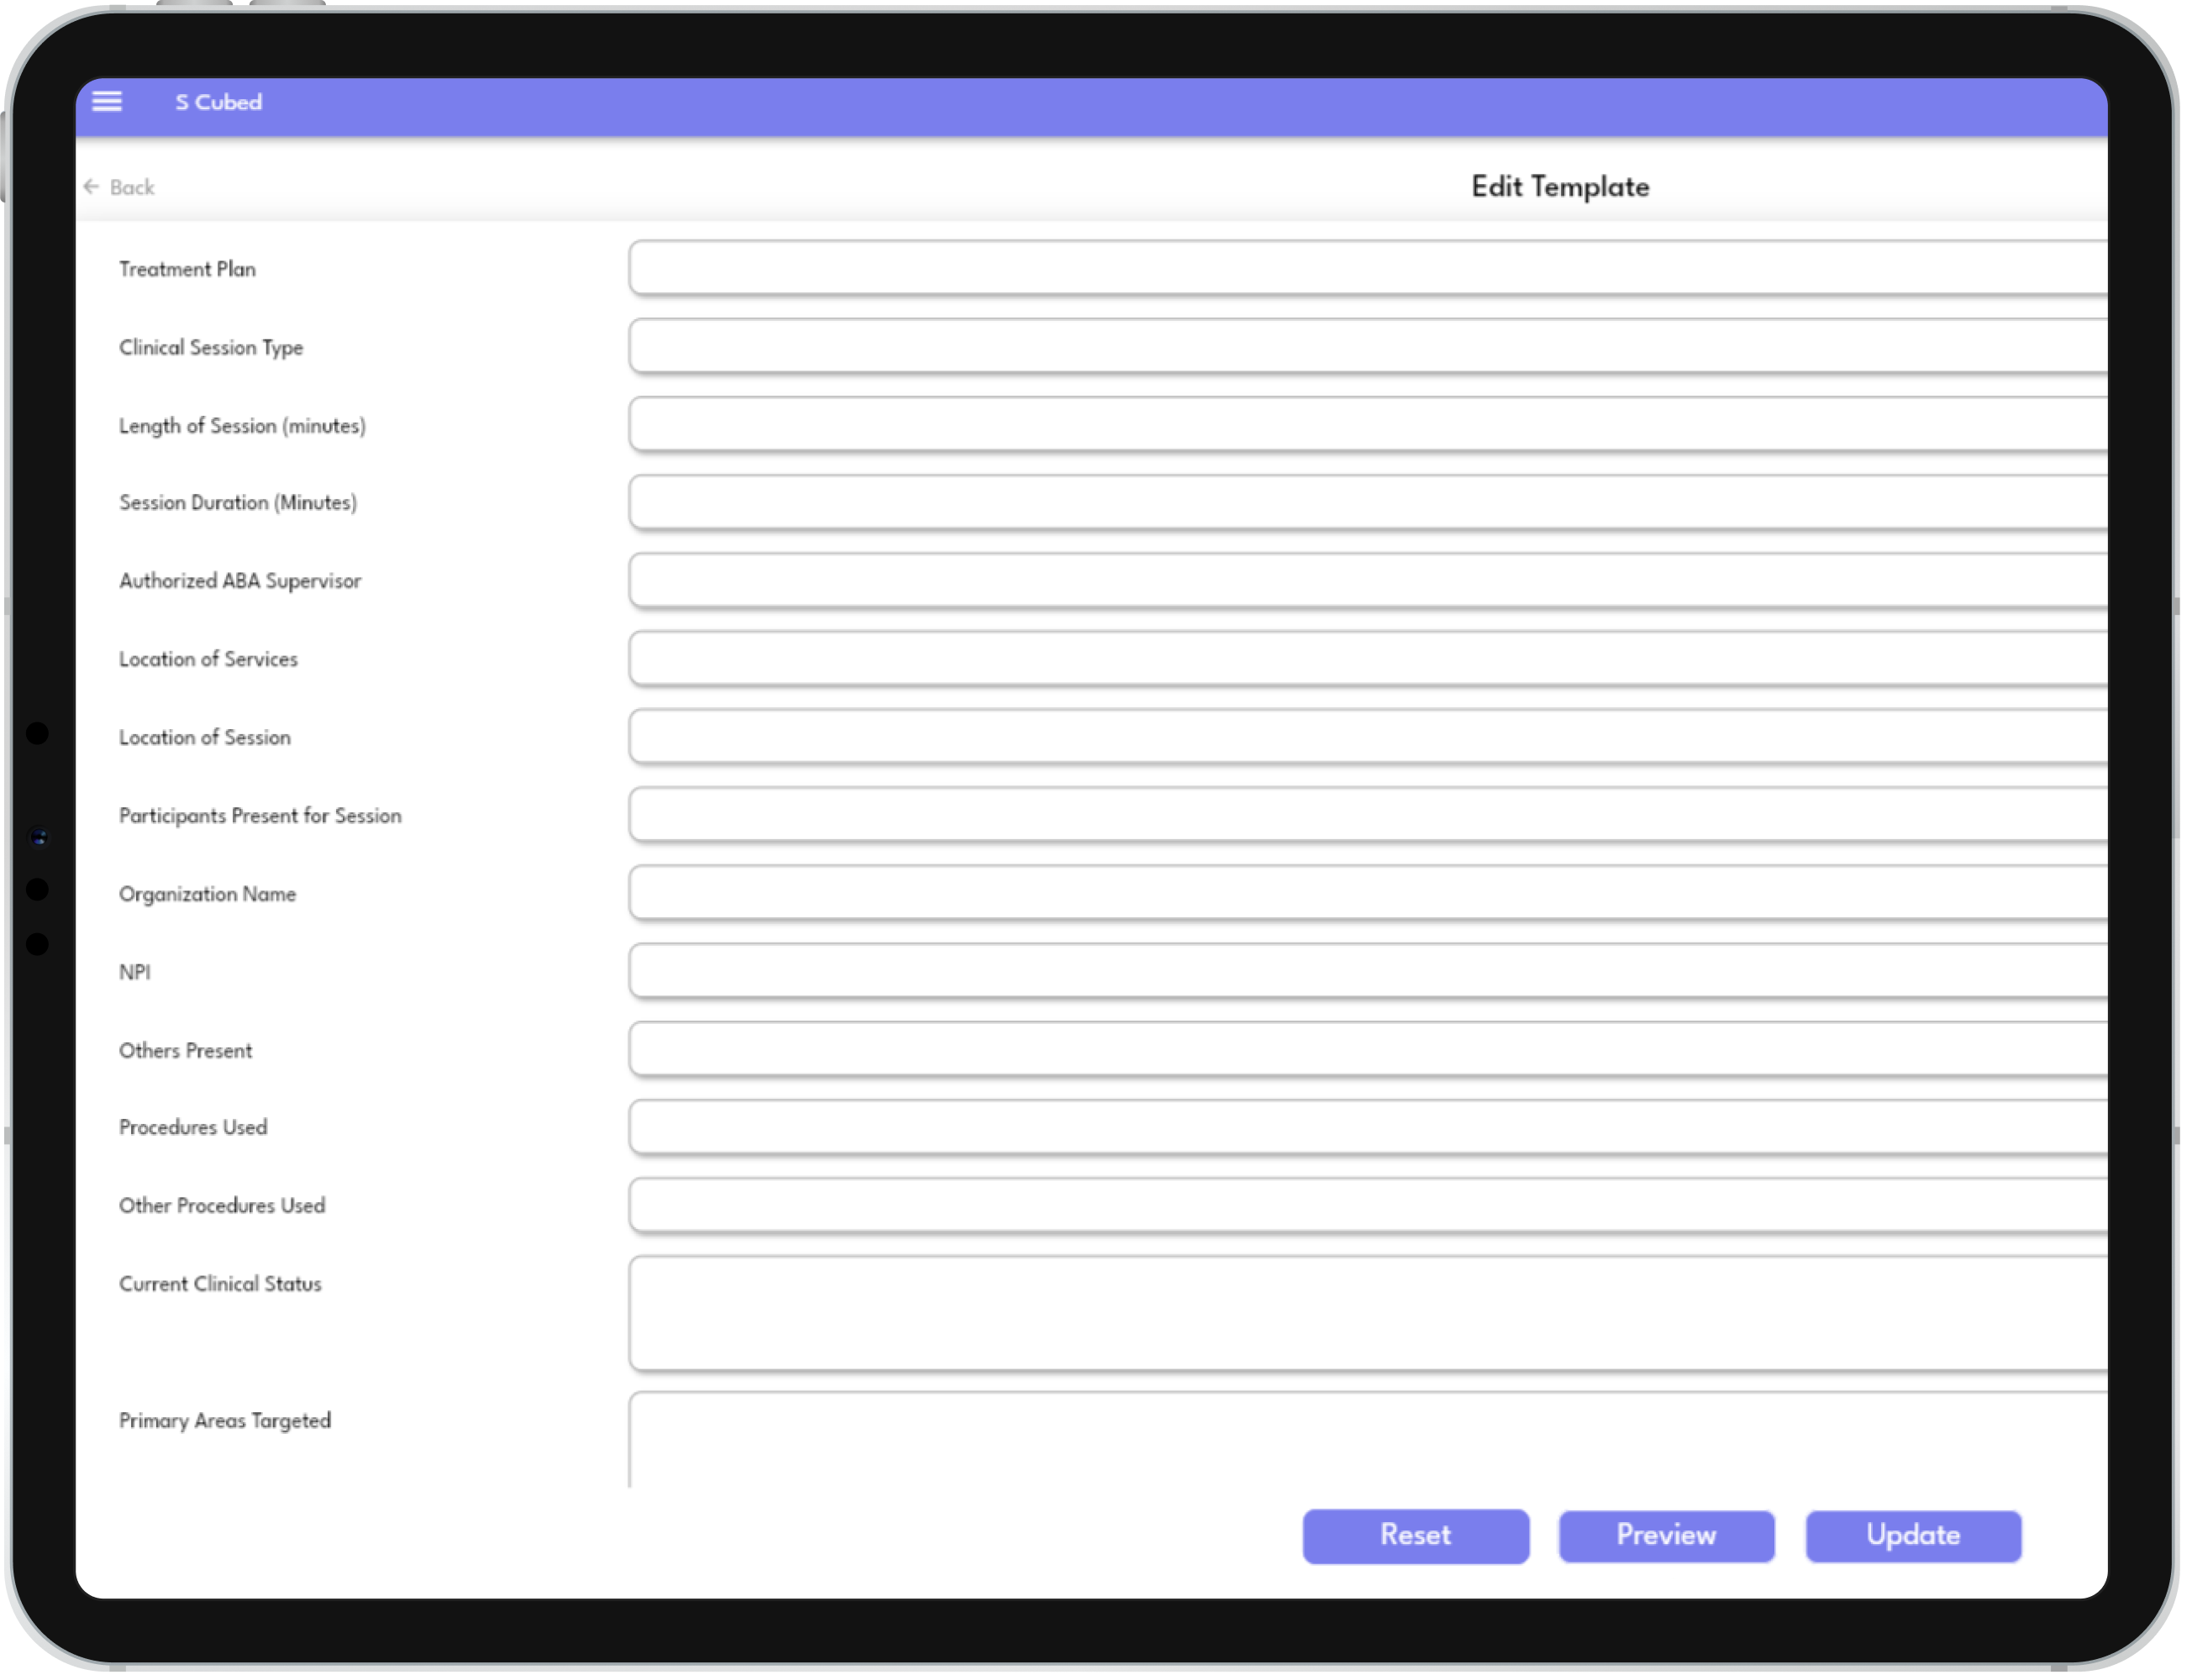 S Cubed
Back
Edit Template
Treatment Plan
Clinical Session Type
Length of Session (minutes)
Session Duration (Minutes)
Authorized ABA Supervisor
Location of Services
Location of Session
Participants Present for Session
Organization Name
NPI
Others Present
Procedures Used
Other Procedures Used
Current Clinical Status
Primary Areas Targeted
Reset Preview Update